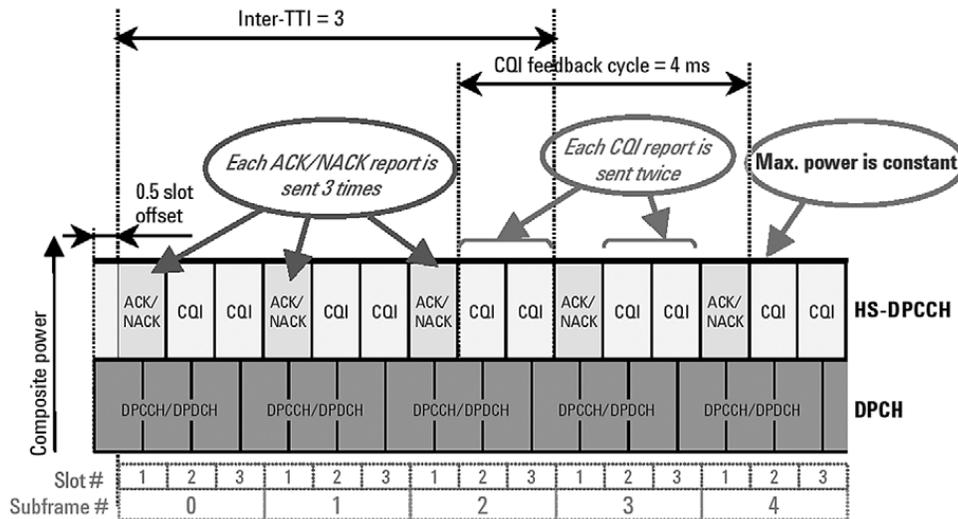 Inter-TTI = 3
CQI feedback cycle = 4 ms
Each ACK/NACK report is
sent 3 times
Each CQI report is
sent twice
Max. power is constant
0.5 slot
offset
Composite power
ACK/
NACK
CQI
CQI
ACK/
NACK
CQI
CQI
ACK/
NACK
CQI
CQI
ACK/
NACK
CQI
CQI
ACK/
NACK
CQI
CQI
HS-DPCCH
DPCCH/DPDCH
DPCCH/DPDCH
DPCCH/DPDCH
DPCCH/DPDCH
DPCCH/DPDCH
DPCH
Slot # 1 2 3 1 2 3 1 2 3 1 2 3 1 2 3
Subframe # 0 1 2 3 4